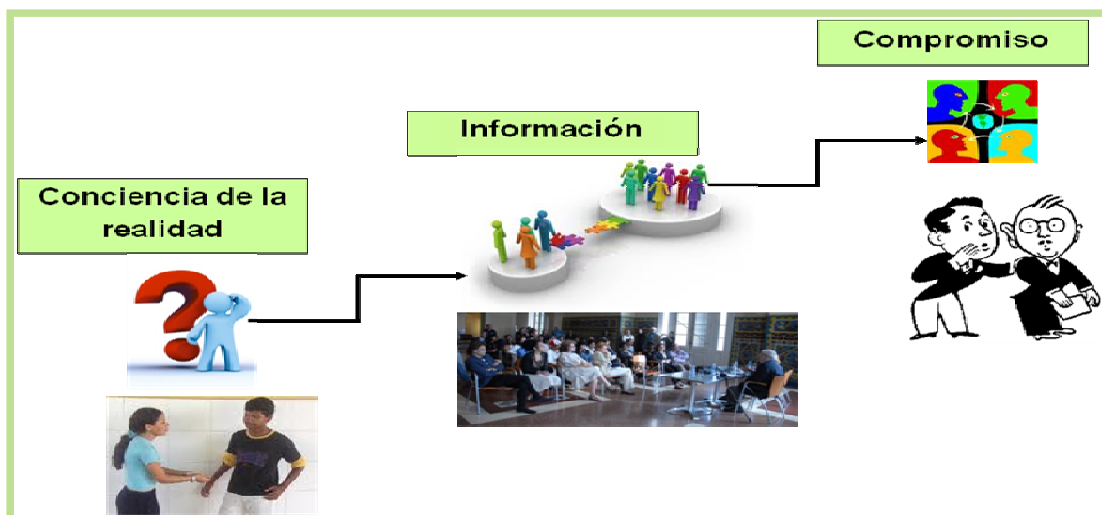 Compromiso
Información
Conciencia de la
realidad